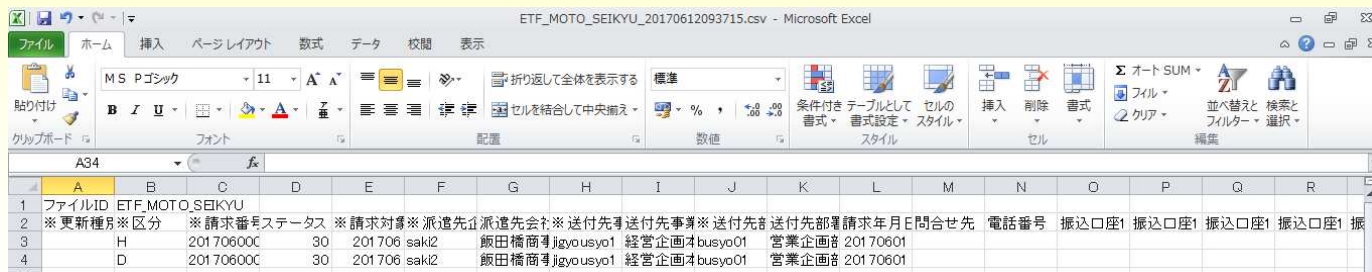 ETF_MOTO_SEIKYU_20170612093715.csv - Microsoft Excel
ファイル ホーム 挿入 ページ レイアウト 数式 データ 校閲 表示
貼り付け
クリップボード
MS Pゴシック 11
B I U
フォント
折り返して全体を表示する
セルを結合して中央揃え
配置
標準
% ,
数値
条件付き書式
テーブルとして書式設定
セルのスタイル
スタイル
挿入 削除 書式
セル
Σ オート SUM
フィル
クリア
並べ替えとフィルター
検索と選択
編集
A34 fx
A B C D E F G H I J K L M N O P Q R
1 ファイルID ETF_MOTO_SEIKYU
2 ※更新種別 ※区分 ※請求番号 ステータス ※請求対象 ※派遣先企 派遣先会社 ※送付先事 送付先事業 ※送付先部 送付先部署 請求年月日 問合せ先 電話番号 振込口座1 振込口座1 振込口座1 振込口座1 振
3 H 201706000 30 201706 saki2 飯田橋商事 jigyousyo1 経営企画本 busyo01 営業企画部 20170601
4 D 201706000 30 201706 saki2 飯田橋商事 jigyousyo1 経営企画本 busyo01 営業企画部 20170601